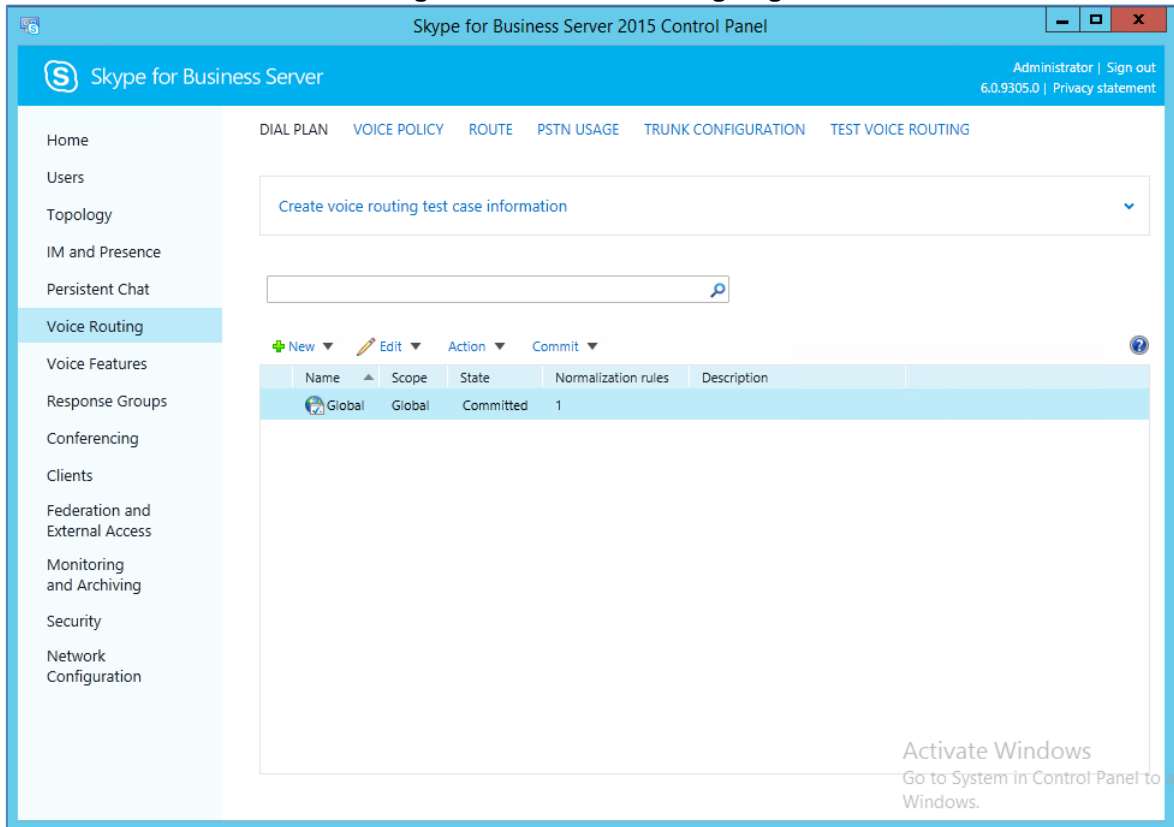 Skype for Business Server 2015 Control Panel
Skype for Business Server
Administrator | Sign out
6.0.9305.0 | Privacy statement
Home
Users
Topology
IM and Presence
Persistent Chat
Voice Routing
Voice Features
Response Groups
Conferencing
Clients
Federation and
External Access
Monitoring
and Archiving
Security
Network
Configuration
DIAL PLAN VOICE POLICY ROUTE PSTN USAGE TRUNK CONFIGURATION TEST VOICE ROUTING
Create voice routing test case information
New Edit Action Commit
Name Scope State Normalization rules Description
Global Global Committed 1
Activate Windows
Go to System in Control Panel to
Windows.